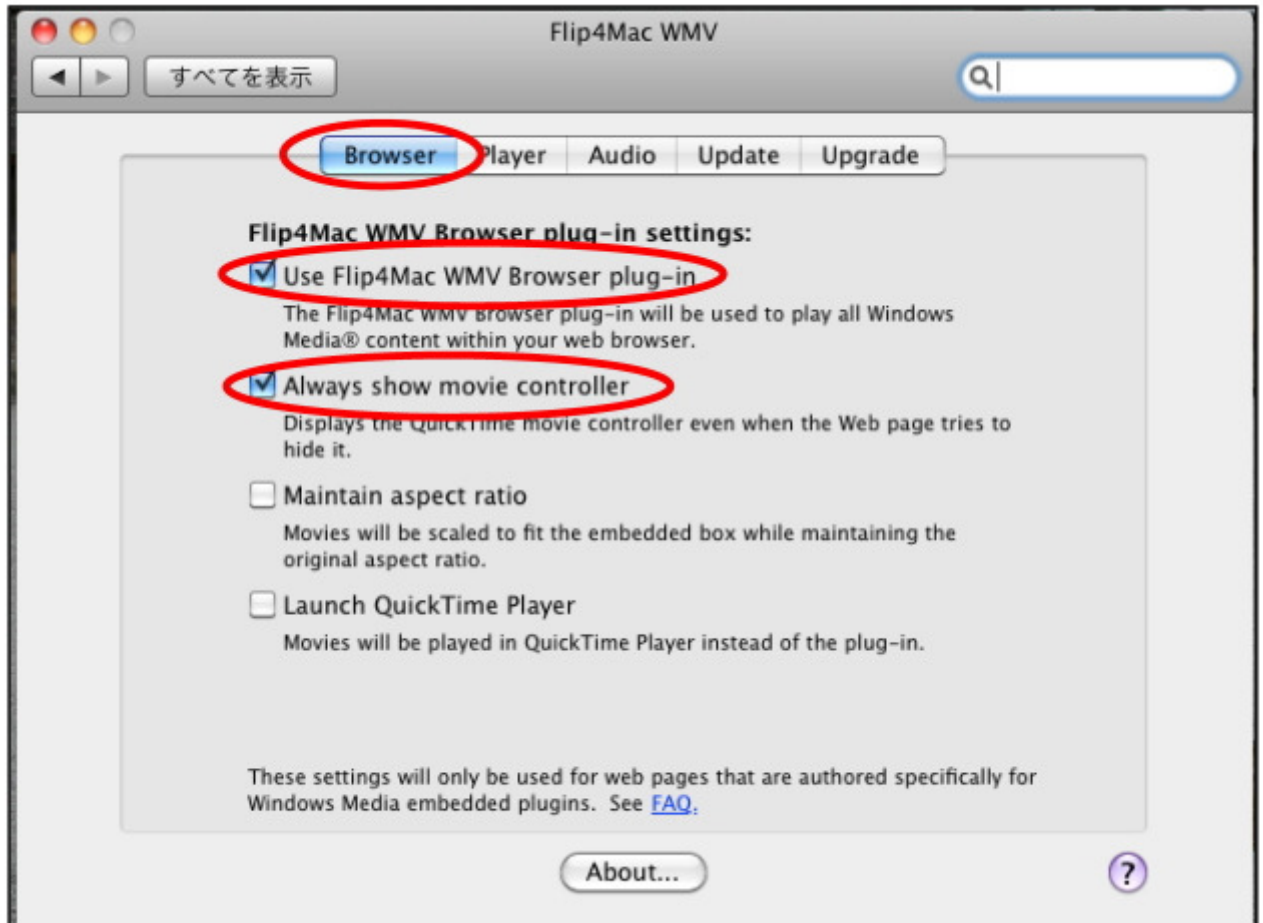 Flip4Mac WMV
すべてを表示
Browser Player Audio Update Upgrade
Flip4Mac WMV Browser plug-in settings:
Use Flip4Mac WMV Browser plug-in
The Flip4Mac WMV Browser plug-in will be used to play all Windows
Media® content within your web browser.
Always show movie controller
Displays the QuickTime movie controller even when the Web page tries to
hide it.
Maintain aspect ratio
Movies will be scaled to fit the embedded box while maintaining the
original aspect ratio.
Launch QuickTime Player
Movies will be played in QuickTime Player instead of the plug-in.
These settings will only be used for web pages that are authored specifically for
Windows Media embedded plugins. See FAQ.
About...
?